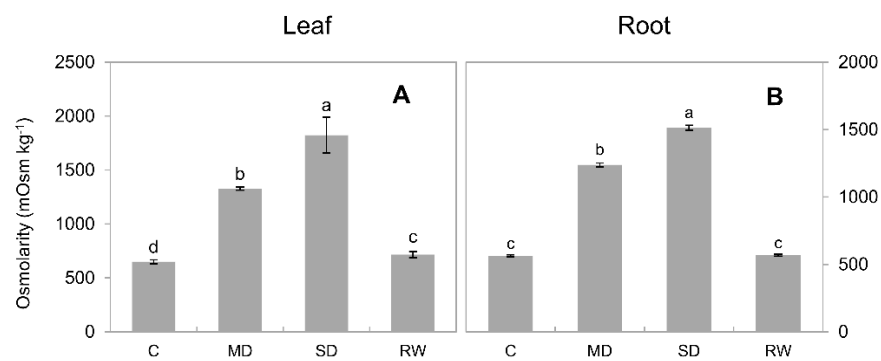 Leaf Root
2500 2000
A B
a a
2000
1500
b b
1500
1000
1000
d c c c
500
500
0 0
C MD SD RW C MD SD RW
Osmolarity (mOsm kg-1)